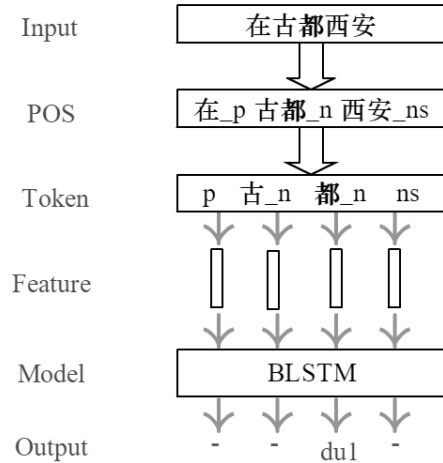 Input 在古都西安
POS 在_p 古都_n 西安_ns
Token p 古_n 都_n ns
Feature
Model BLSTM
Output - - du1 -